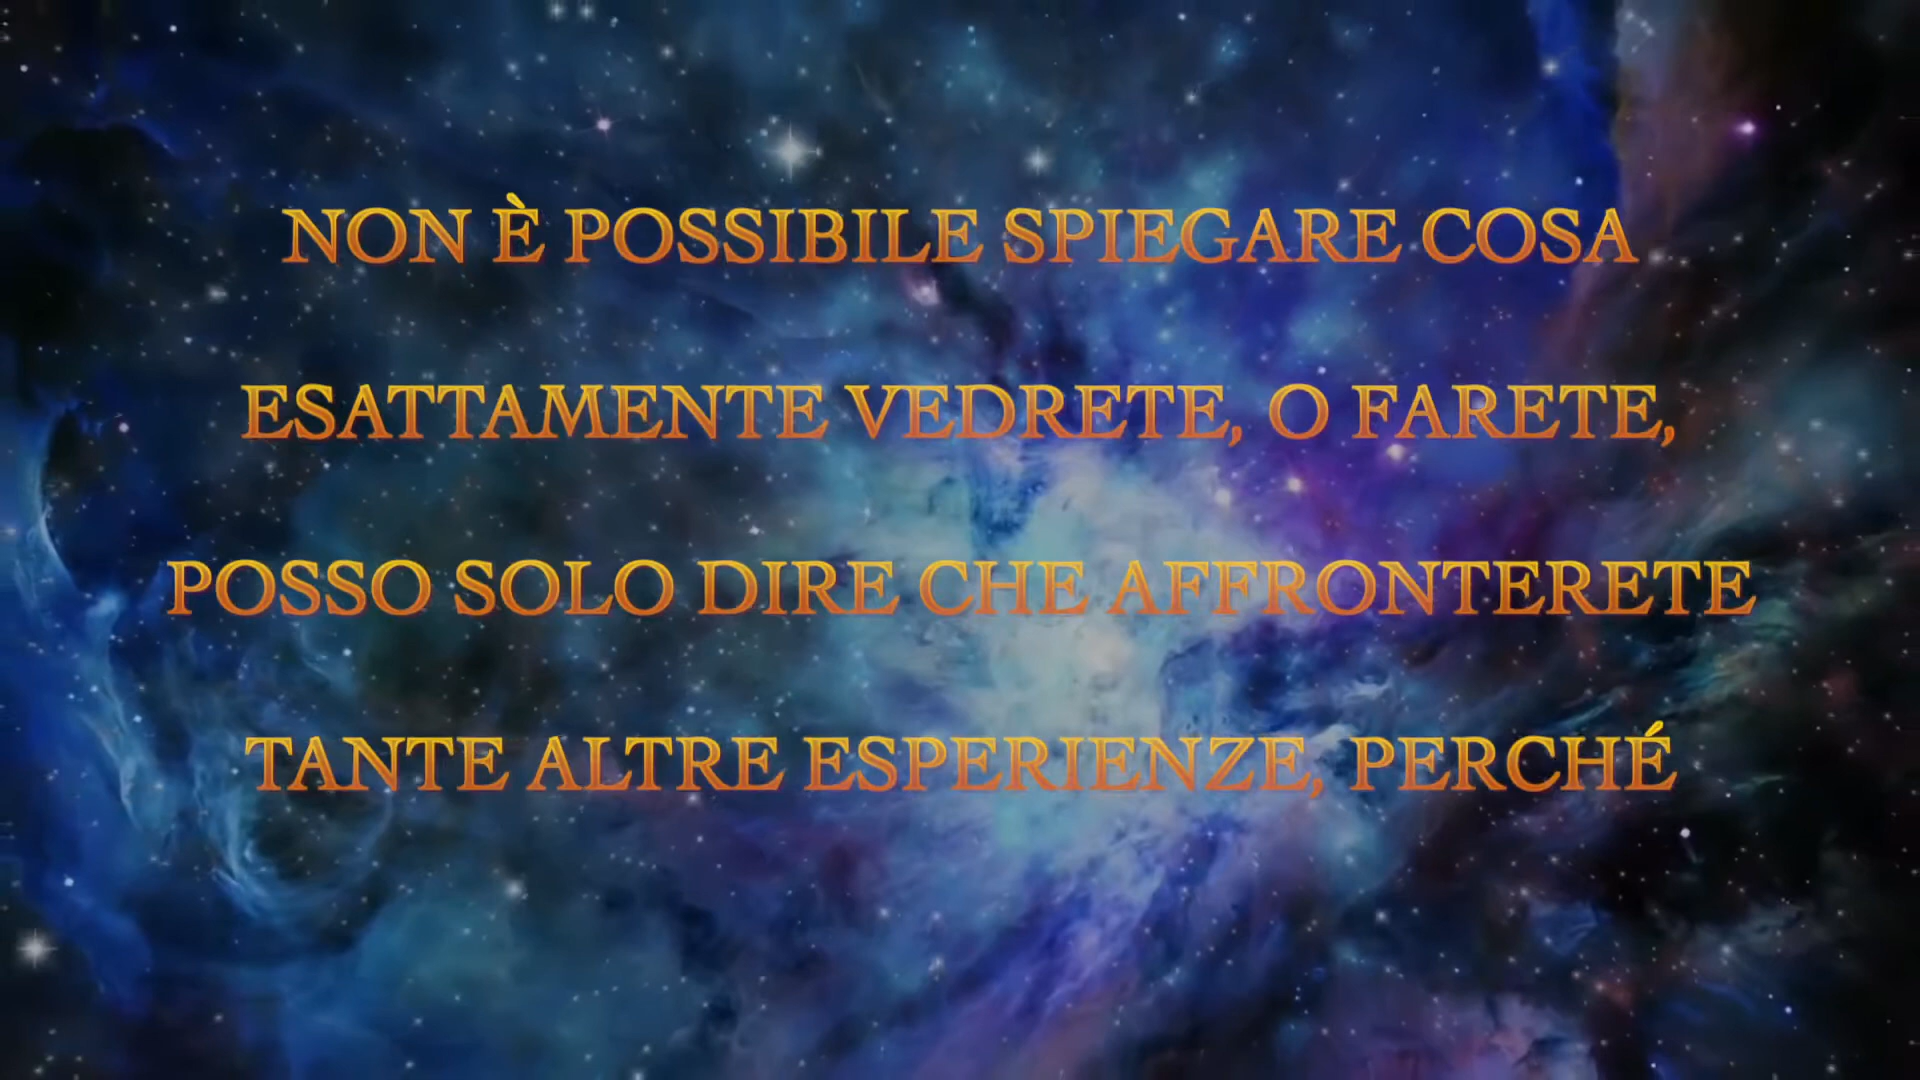 NON È POSSIBILE SPIEGARE COSA
ESATTAMENTE VEDRETE, O FARETE,
POSSO SOLO DIRE CHE AFFRONTERETE
TANTE ALTRE ESPERIENZE, PERCHÉ